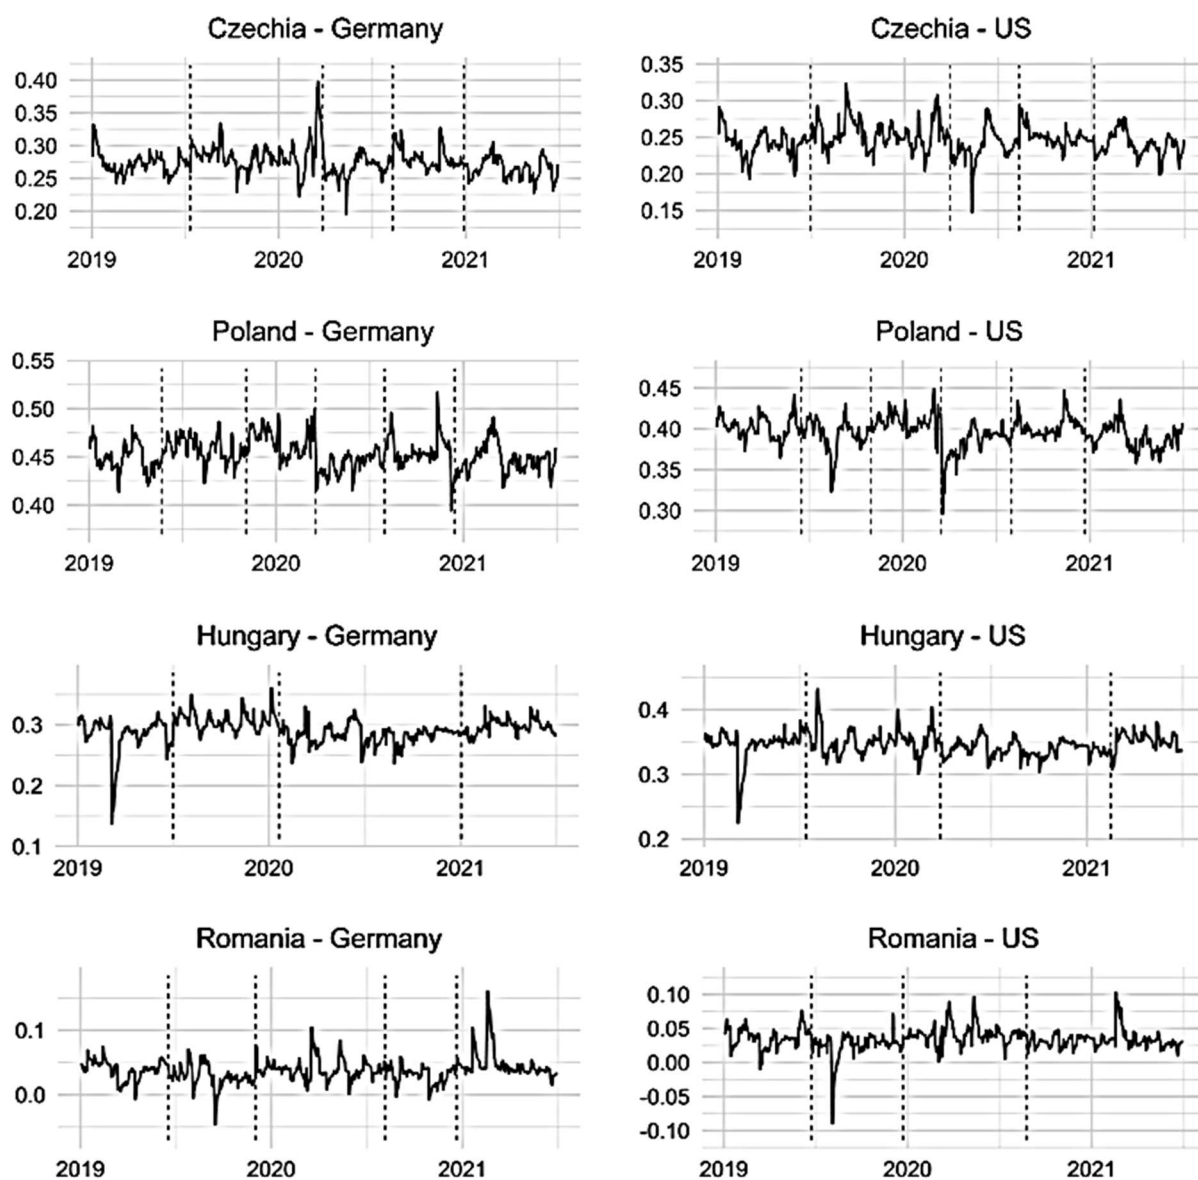 Czechia - Germany
0.40
0.35
0.30
0.25
0.20
2019 2020 2021
Czechia - US
0.35
0.30
0.25
0.20
0.15
2019 2020 2021
Poland - Germany
0.55
0.50
0.45
0.40
2019 2020 2021
Poland - US
0.45
0.40
0.35
0.30
2019 2020 2021
Hungary - Germany
0.3
0.2
0.1
2019 2020 2021
Hungary - US
0.4
0.3
0.2
2019 2020 2021
Romania - Germany
0.1
0.0
2019 2020 2021
Romania - US
0.10
0.05
0.00
-0.05
-0.10
2019 2020 2021